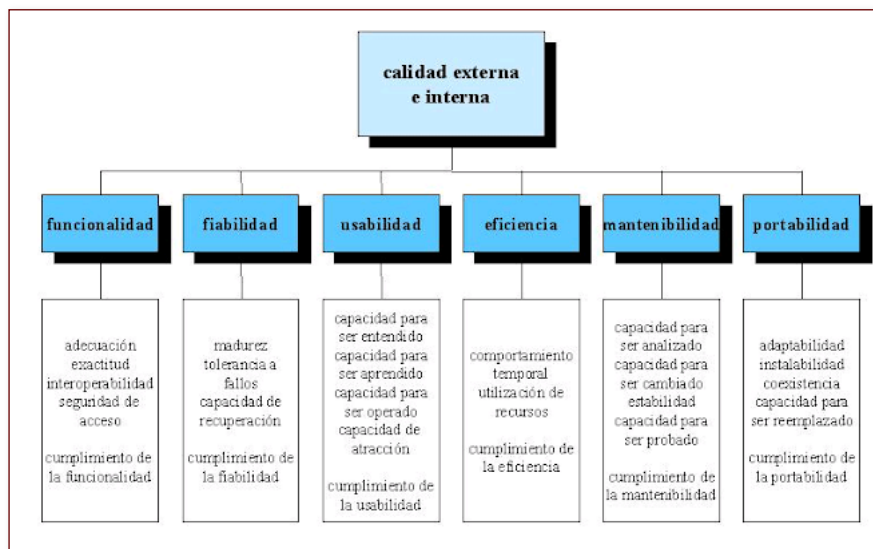 calidad externa
e interna
funcionalidad
fiabilidad
usabilidad
eficiencia
mantenibilidad
portabilidad
adecuación
exactitud
interoperabilidad
seguridad de
acceso
cumplimiento de
la funcionalidad
madurez
tolerancia a
fallos
capacidad de
recuperación
cumplimiento de
la fiabilidad
capacidad para
ser entendido
capacidad para
ser aprendido
capacidad para
ser operado
capacidad de
atracción
cumplimiento de
la usabilidad
comportamiento
temporal
utilización de
recursos
cumplimiento de
la eficiencia
capacidad para
ser analizado
capacidad para
ser cambiado
estabilidad
capacidad para
ser probado
cumplimiento de
la mantenibilidad
adaptabilidad
instalabilidad
coexistencia
capacidad para
ser reemplazado
cumplimiento de
la portabilidad